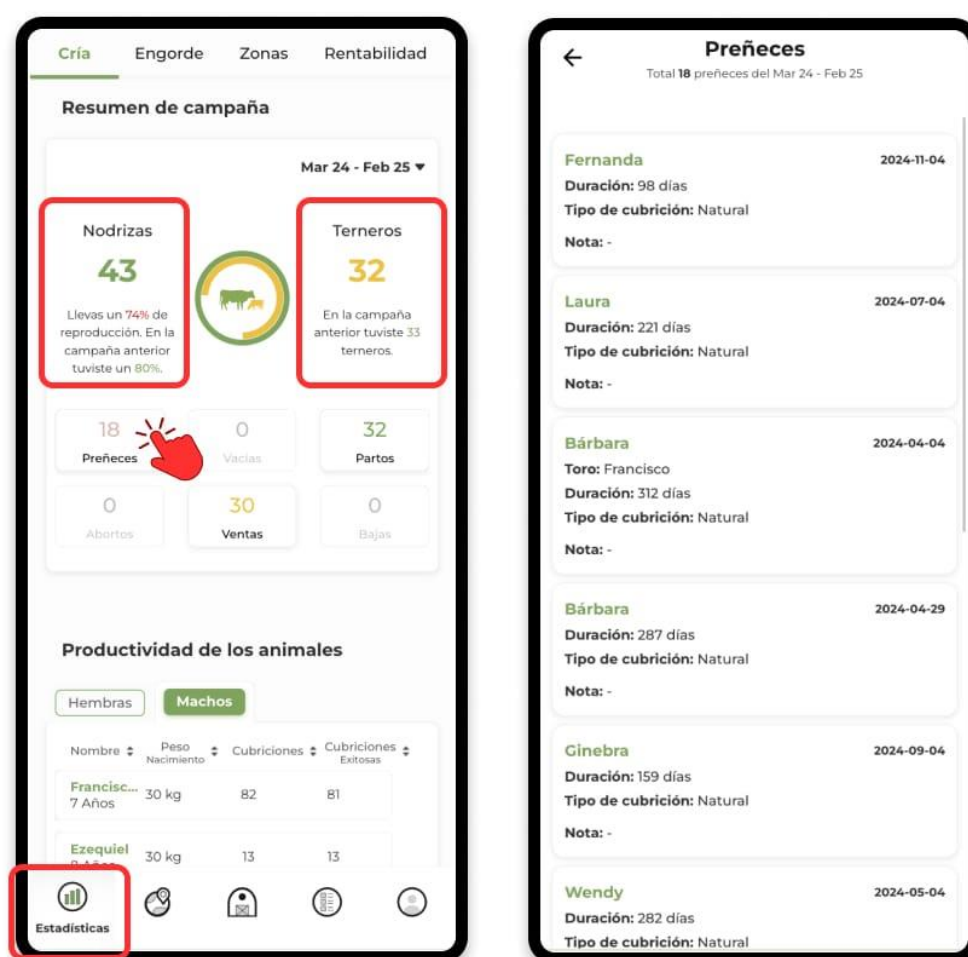 Cría Engorde Zonas Rentabilidad
Resumen de campaña
Mar 24 - Feb 25
Nodrizas
43
Llevas un 74% de
reproducción. En la
campaña anterior
tuviste un 80%.
Terneros
32
En la campaña
anterior tuviste 33
terneros.
18
Preñeces
0
Vacías
32
Partos
0
Abortos
30
Ventas
0
Bajas
Productividad de los animales
Hembras Machos
Nombre Peso Nacimiento Cubriciones Cubriciones Exitosas
Francisc... 30 kg 82 81
7 Años
Ezequiel 30 kg 13 13
8 Años
Estadísticas
Preñeces
Total 18 preñeces del Mar 24 - Feb 25
Fernanda 2024-11-04
Duración: 98 días
Tipo de cubrición: Natural
Nota: -
Laura 2024-07-04
Duración: 221 días
Tipo de cubrición: Natural
Nota: -
Bárbara 2024-04-04
Toro: Francisco
Duración: 312 días
Tipo de cubrición: Natural
Nota: -
Bárbara 2024-04-29
Duración: 287 días
Tipo de cubrición: Natural
Nota: -
Ginebra 2024-09-04
Duración: 159 días
Tipo de cubrición: Natural
Nota: -
Wendy 2024-05-04
Duración: 282 días
Tipo de cubrición: Natural